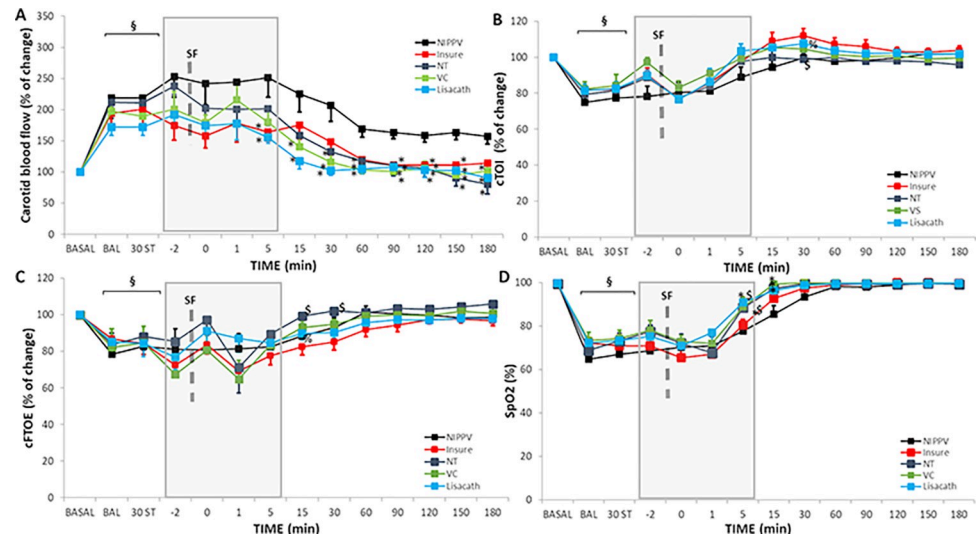 A
Carotid blood flow (% of change)
350
300
250
200
150
100
50
0
§
SF
NIPPV
Insure
NT
VC
Lisacath
BASAL BAL 30 ST -2 0 1 5 15 30 60 90 120 150 180
TIME (min)
B
cTOI (% of change)
120
100
80
60
40
20
0
§
SF
%
$
NIPPV
Insure
NT
VS
Lisacath
BASAL BAL 30 ST -2 0 1 5 15 30 60 90 120 150 180
TIME (min)
C
cFTOE (% of change)
120
100
80
60
40
20
0
§
SF
*
$
$
%
NIPPV
Insure
NT
VC
Lisacath
BASAL BAL 30 ST -2 0 1 5 15 30 60 90 120 150 180
TIME (min)
D
SpO2 (%)
100
80
60
40
20
0
§
SF
*$
$
*
NIPPV
Insure
NT
VC
Lisacath
BASAL BAL 30 ST -2 0 1 5 15 30 60 90 120 150 180
TIME (min)